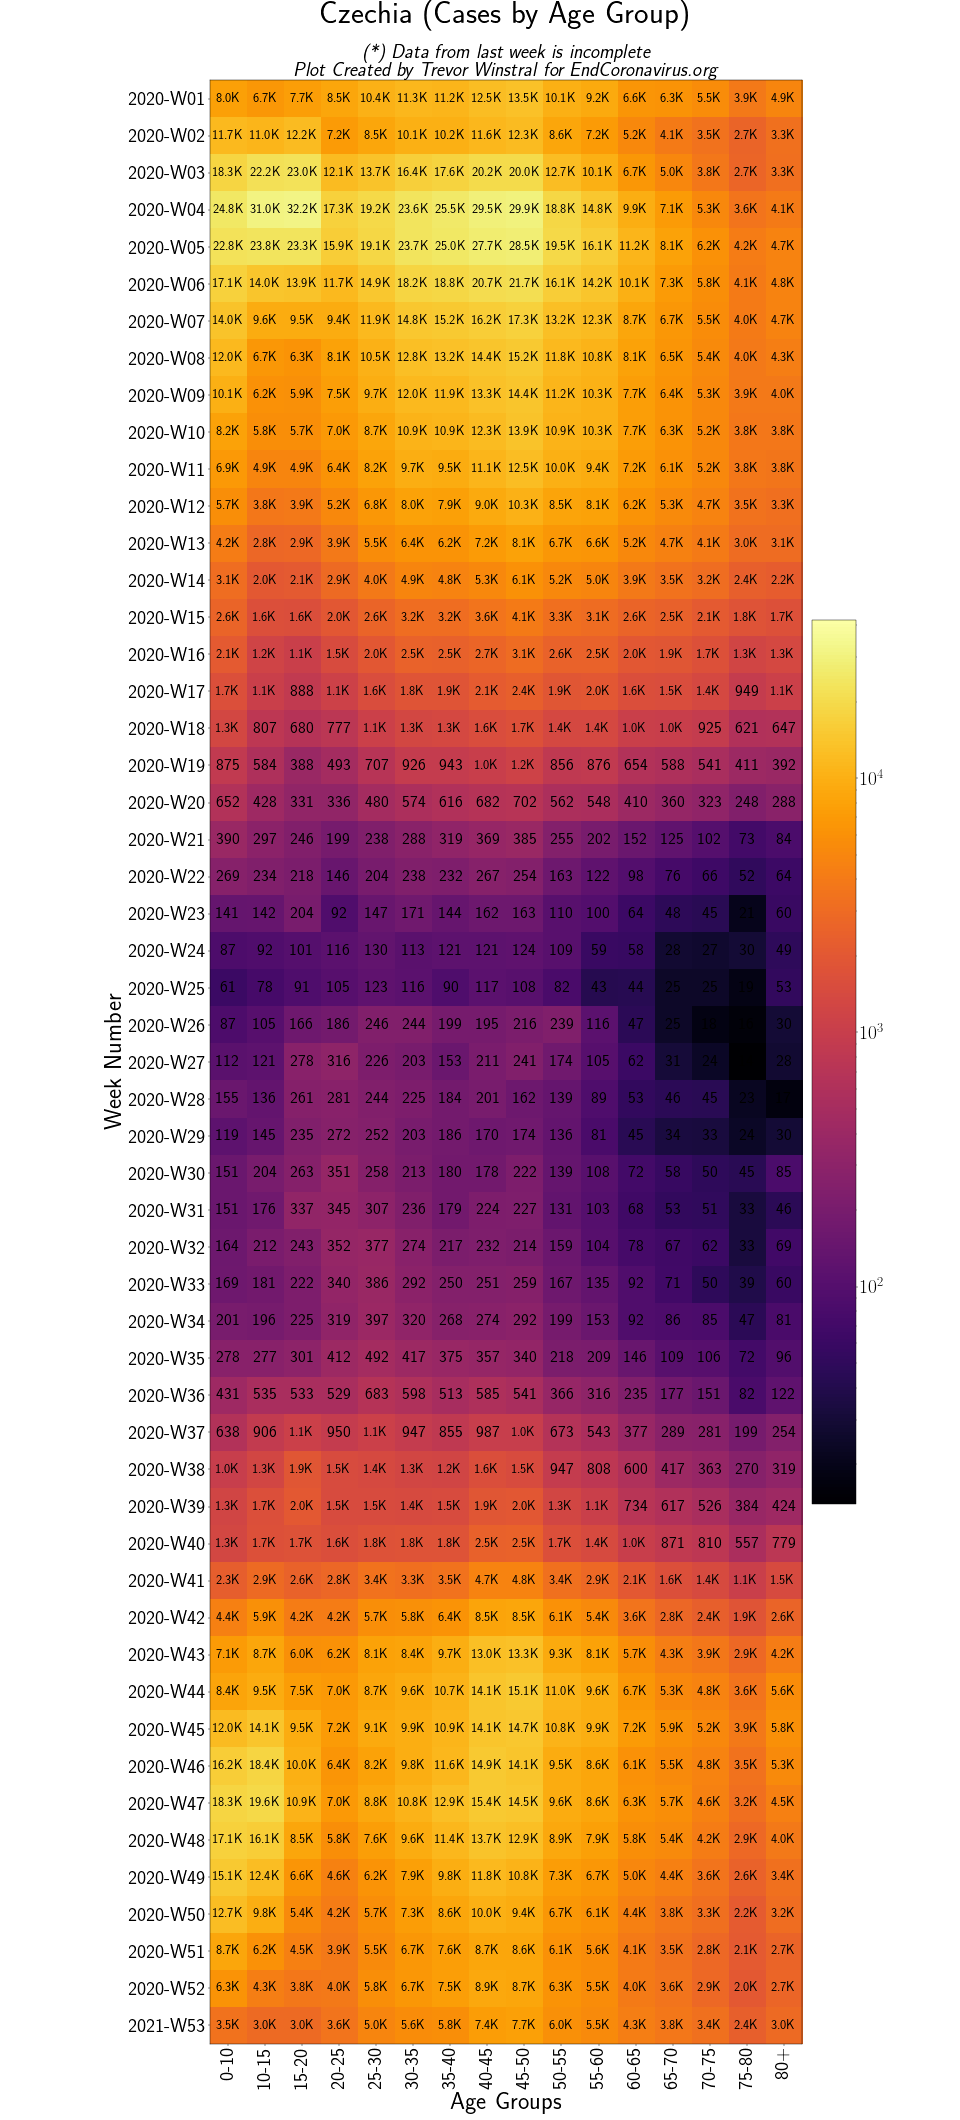 Czechia (Cases by Age Group)
(*) Data from last week is incomplete
Plot Created by Trevor Winstral for EndCoronavirus.org
2020-W01 8.0K 6.7K 7.7K 8.5K 10.4K 11.3K 11.2K 12.5K 13.5K 10.1K 9.2K 6.6K 6.3K 5.5K 3.9K 4.9K
2020-W02 11.7K 11.0K 12.2K 7.2K 8.5K 10.1K 10.2K 11.6K 12.3K 8.6K 7.2K 5.2K 4.1K 3.5K 2.7K 3.3K
2020-W03 18.3K 22.2K 23.0K 12.1K 13.7K 16.4K 17.6K 20.2K 20.0K 12.7K 10.1K 6.7K 5.0K 3.8K 2.7K 3.3K
2020-W04 24.8K 31.0K 32.2K 17.3K 19.2K 23.6K 25.5K 29.5K 29.9K 18.8K 14.8K 9.9K 7.1K 5.3K 3.6K 4.1K
2020-W05 22.8K 23.8K 23.3K 15.9K 19.1K 23.7K 25.0K 27.7K 28.5K 19.5K 16.1K 11.2K 8.1K 6.2K 4.2K 4.7K
2020-W06 17.1K 14.0K 13.9K 11.7K 14.9K 18.2K 18.8K 20.7K 21.7K 16.1K 14.2K 10.1K 7.3K 5.8K 4.1K 4.8K
2020-W07 14.0K 9.6K 9.5K 9.4K 11.9K 14.8K 15.2K 16.2K 17.3K 13.2K 12.3K 8.7K 6.7K 5.5K 4.0K 4.7K
2020-W08 12.0K 6.7K 6.3K 8.1K 10.5K 12.8K 13.2K 14.4K 15.2K 11.8K 10.8K 8.1K 6.5K 5.4K 4.0K 4.3K
2020-W09 10.1K 6.2K 5.9K 7.5K 9.7K 12.0K 11.9K 13.3K 14.4K 11.2K 10.3K 7.7K 6.4K 5.3K 3.9K 4.0K
2020-W10 8.2K 5.8K 5.7K 7.0K 8.7K 10.9K 10.9K 12.3K 13.9K 10.9K 10.3K 7.7K 6.3K 5.2K 3.8K 3.8K
2020-W11 6.9K 4.9K 4.9K 6.4K 8.2K 9.7K 9.5K 11.1K 12.5K 10.0K 9.4K 7.2K 6.1K 5.2K 3.8K 3.8K
2020-W12 5.7K 3.8K 3.9K 5.2K 6.8K 8.0K 7.9K 9.0K 10.3K 8.5K 8.1K 6.2K 5.3K 4.7K 3.5K 3.3K
2020-W13 4.2K 2.8K 2.9K 3.9K 5.5K 6.4K 6.2K 7.2K 8.1K 6.7K 6.6K 5.2K 4.7K 4.1K 3.0K 3.1K
2020-W14 3.1K 2.0K 2.1K 2.9K 4.0K 4.9K 4.8K 5.3K 6.1K 5.2K 5.0K 3.9K 3.5K 3.2K 2.4K 2.2K
2020-W15 2.6K 1.6K 1.6K 2.0K 2.6K 3.2K 3.2K 3.6K 4.1K 3.3K 3.1K 2.6K 2.5K 2.1K 1.8K 1.7K
2020-W16 2.1K 1.2K 1.1K 1.5K 2.0K 2.5K 2.5K 2.7K 3.1K 2.6K 2.5K 2.0K 1.9K 1.7K 1.3K 1.3K
2020-W17 1.7K 1.1K 888 1.1K 1.6K 1.8K 1.9K 2.1K 2.4K 1.9K 2.0K 1.6K 1.5K 1.4K 949 1.1K
2020-W18 1.3K 807 680 777 1.1K 1.3K 1.3K 1.6K 1.7K 1.4K 1.4K 1.0K 1.0K 925 621 647
2020-W19 875 584 388 493 707 926 943 1.0K 1.2K 856 876 654 588 541 411 392
2020-W20 652 428 331 336 480 574 616 682 702 562 548 410 360 323 248 288
2020-W21 390 297 246 199 238 288 319 369 385 255 202 152 125 102 73 84
2020-W22 269 234 218 146 204 238 232 267 254 163 122 98 76 66 52 64
2020-W23 141 142 204 92 147 171 144 162 163 110 100 64 48 45 21 60
2020-W24 87 92 101 116 130 113 121 121 124 109 59 58 28 27 30 49
2020-W25 61 78 91 105 123 116 90 117 108 82 43 44 25 25 53
2020-W26 87 105 166 186 246 244 199 195 216 239 116 47 25 30
2020-W27 112 121 278 316 226 203 153 211 241 174 105 62 31 24 28
2020-W28 155 136 261 281 244 225 184 201 162 139 89 53 46 45 23
2020-W29 119 145 235 272 252 203 186 170 174 136 81 45 34 33 24 30
2020-W30 151 204 263 351 258 213 180 178 222 139 108 72 58 50 45 85
2020-W31 151 176 337 345 307 236 179 224 227 131 103 68 53 51 33 46
2020-W32 164 212 243 352 377 274 217 232 214 159 104 78 67 62 33 69
2020-W33 169 181 222 340 386 292 250 251 259 167 135 92 71 50 39 60
2020-W34 201 196 225 319 397 320 268 274 292 199 153 92 86 85 47 81
2020-W35 278 277 301 412 492 417 375 357 340 218 209 146 109 106 72 96
2020-W36 431 535 533 529 683 598 513 585 541 366 316 235 177 151 82 122
2020-W37 638 906 1.1K 950 1.1K 947 855 987 1.0K 673 543 377 289 281 199 254
2020-W38 1.0K 1.3K 1.9K 1.5K 1.4K 1.3K 1.2K 1.6K 1.5K 947 808 600 417 363 270 319
2020-W39 1.3K 1.7K 2.0K 1.5K 1.5K 1.4K 1.5K 1.9K 2.0K 1.3K 1.1K 734 617 526 384 424
2020-W40 1.3K 1.7K 1.7K 1.6K 1.8K 1.8K 1.8K 2.5K 2.5K 1.7K 1.4K 1.0K 871 810 557 779
2020-W41 2.3K 2.9K 2.6K 2.8K 3.4K 3.3K 3.5K 4.7K 4.8K 3.4K 2.9K 2.1K 1.6K 1.4K 1.1K 1.5K
2020-W42 4.4K 5.9K 4.2K 4.2K 5.7K 5.8K 6.4K 8.5K 8.5K 6.1K 5.4K 3.6K 2.8K 2.4K 1.9K 2.6K
2020-W43 7.1K 8.7K 6.0K 6.2K 8.1K 8.4K 9.7K 13.0K 13.3K 9.3K 8.1K 5.7K 4.3K 3.9K 2.9K 4.2K
2020-W44 8.4K 9.5K 7.5K 7.0K 8.7K 9.6K 10.7K 14.1K 15.1K 11.0K 9.6K 6.7K 5.3K 4.8K 3.6K 5.6K
2020-W45 12.0K 14.1K 9.5K 7.2K 9.1K 9.9K 10.9K 14.1K 14.7K 10.8K 9.9K 7.2K 5.9K 5.2K 3.9K 5.8K
2020-W46 16.2K 18.4K 10.0K 6.4K 8.2K 9.8K 11.6K 14.9K 14.1K 9.5K 8.6K 6.1K 5.5K 4.8K 3.5K 5.3K
2020-W47 18.3K 19.6K 10.9K 7.0K 8.8K 10.8K 12.9K 15.4K 14.5K 9.6K 8.6K 6.3K 5.7K 4.6K 3.2K 4.5K
2020-W48 17.1K 16.1K 8.5K 5.8K 7.6K 9.6K 11.4K 13.7K 12.9K 8.9K 7.9K 5.8K 5.4K 4.2K 2.9K 4.0K
2020-W49 15.1K 12.4K 6.6K 4.6K 6.2K 7.9K 9.8K 11.8K 10.8K 7.3K 6.7K 5.0K 4.4K 3.6K 2.6K 3.4K
2020-W50 12.7K 9.8K 5.4K 4.2K 5.7K 7.3K 8.6K 10.0K 9.4K 6.7K 6.1K 4.4K 3.8K 3.3K 2.2K 3.2K
2020-W51 8.7K 6.2K 4.5K 3.9K 5.5K 6.7K 7.6K 8.7K 8.6K 6.1K 5.6K 4.1K 3.5K 2.8K 2.1K 2.7K
2020-W52 6.3K 4.3K 3.8K 4.0K 5.8K 6.7K 7.5K 8.9K 8.7K 6.3K 5.5K 4.0K 3.6K 2.9K 2.0K 2.7K
2021-W53 3.5K 3.0K 3.0K 3.6K 5.0K 5.6K 5.8K 7.4K 7.7K 6.0K 5.5K 4.3K 3.8K 3.4K 2.4K 3.0K
0-10 10-15 15-20 20-25 25-30 30-35 35-40 40-45 45-50 50-55 55-60 60-65 65-70 70-75 75-80 80+
Age Groups
Week Number
10⁴
10³
10²